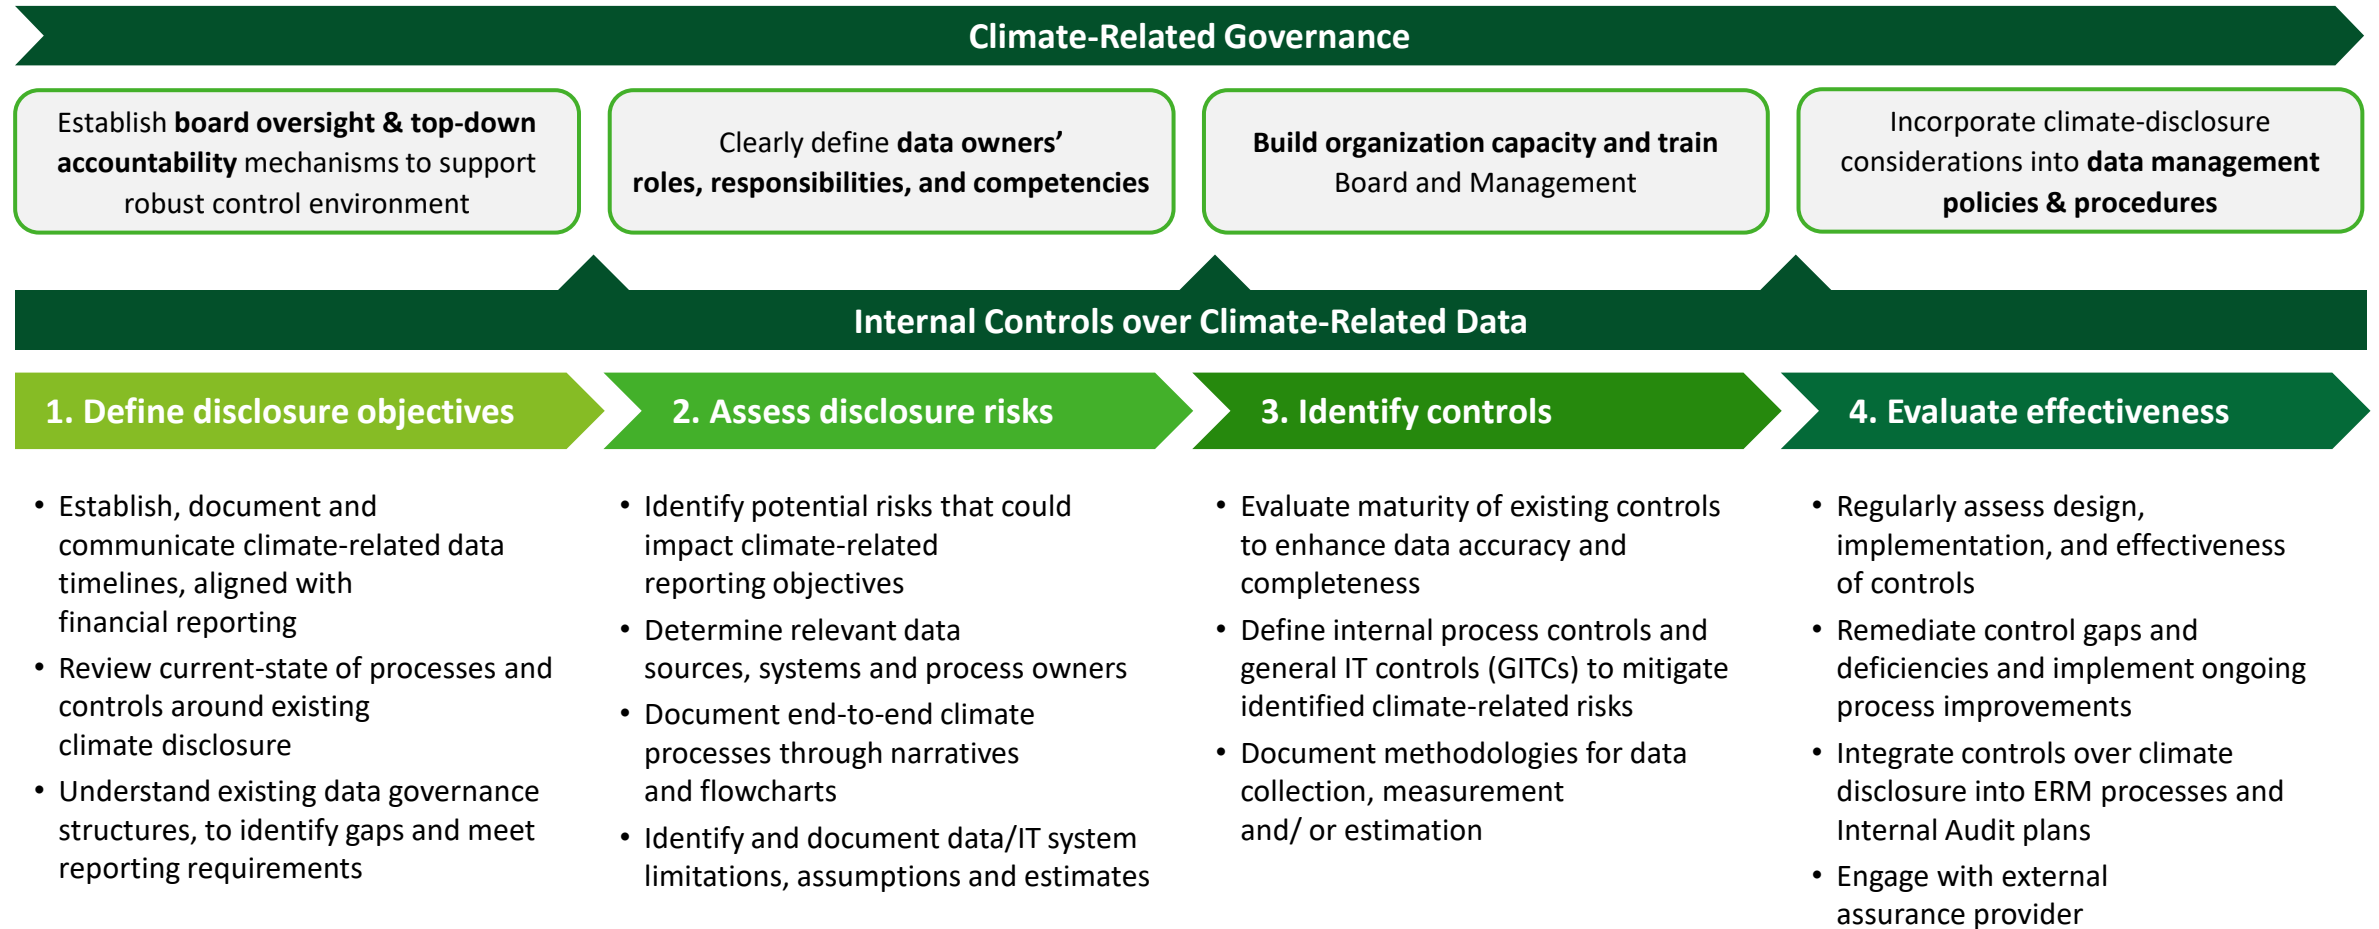 Climate-Related Governance
Establish board oversight & top-down
accountability mechanisms to support
robust control environment
Clearly define data owners’
roles, responsibilities, and competencies
Build organization capacity and train
Board and Management
Incorporate climate-disclosure
considerations into data management
policies & procedures
Internal Controls over Climate-Related Data
1. Define disclosure objectives
• Establish, document and
communicate climate-related data
timelines, aligned with
financial reporting
• Review current-state of processes and
controls around existing
climate disclosure
• Understand existing data governance
structures, to identify gaps and meet
reporting requirements
2. Assess disclosure risks
• Identify potential risks that could
impact climate-related
reporting objectives
• Determine relevant data
sources, systems and process owners
• Document end-to-end climate
processes through narratives
and flowcharts
• Identify and document data/IT system
limitations, assumptions and estimates
3. Identify controls
• Evaluate maturity of existing controls
to enhance data accuracy and
completeness
• Define internal process controls and
general IT controls (GITCs) to mitigate
identified climate-related risks
• Document methodologies for data
collection, measurement
and/ or estimation
4. Evaluate effectiveness
• Regularly assess design,
implementation, and effectiveness
of controls
• Remediate control gaps and
deficiencies and implement ongoing
process improvements
• Integrate controls over climate
disclosure into ERM processes and
Internal Audit plans
• Engage with external
assurance provider